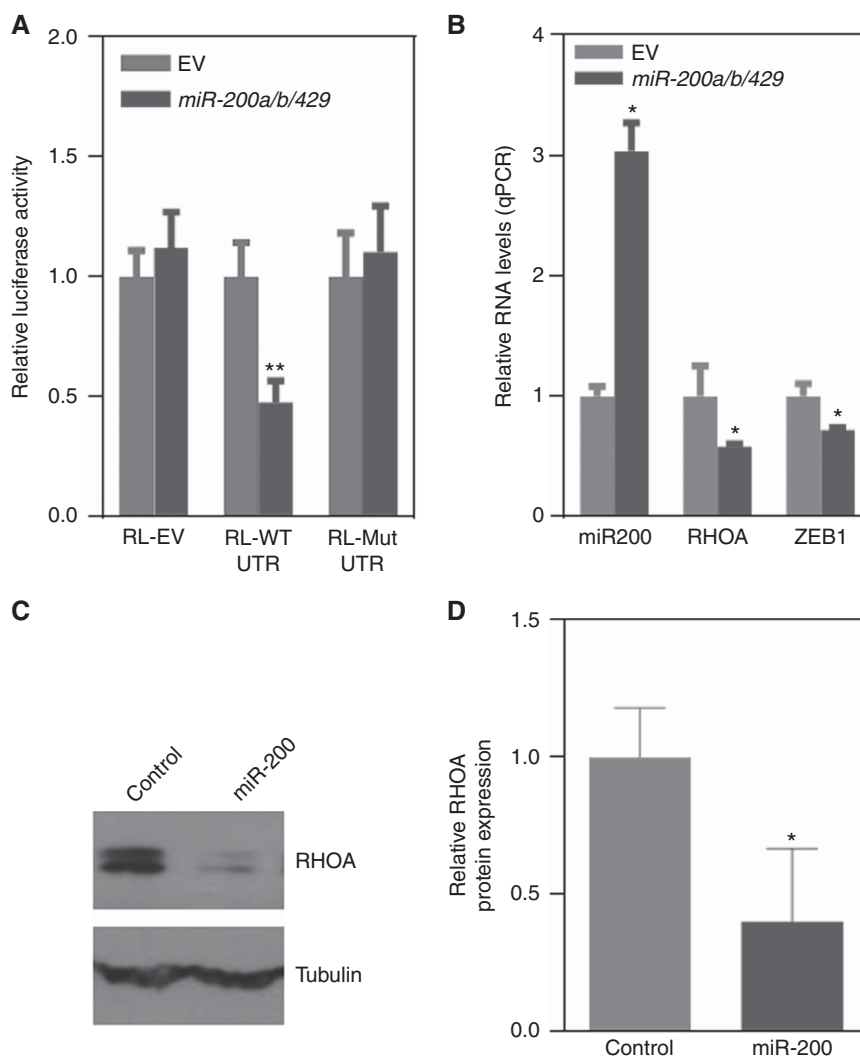 A
2.0
1.5
1.0
0.5
0.0
Relative luciferase activity
EV
miR-200a/b/429
**
RL-EV
RL-WT
UTR
RL-Mut
UTR
B
4
3
2
1
0
Relative RNA levels (qPCR)
EV
miR-200a/b/429
*
*
*
miR200
RHOA
ZEB1
C
Control
miR-200
RHOA
Tubulin
D
1.5
1.0
0.5
0.0
Relative RHOA
protein expression
*
Control
miR-200